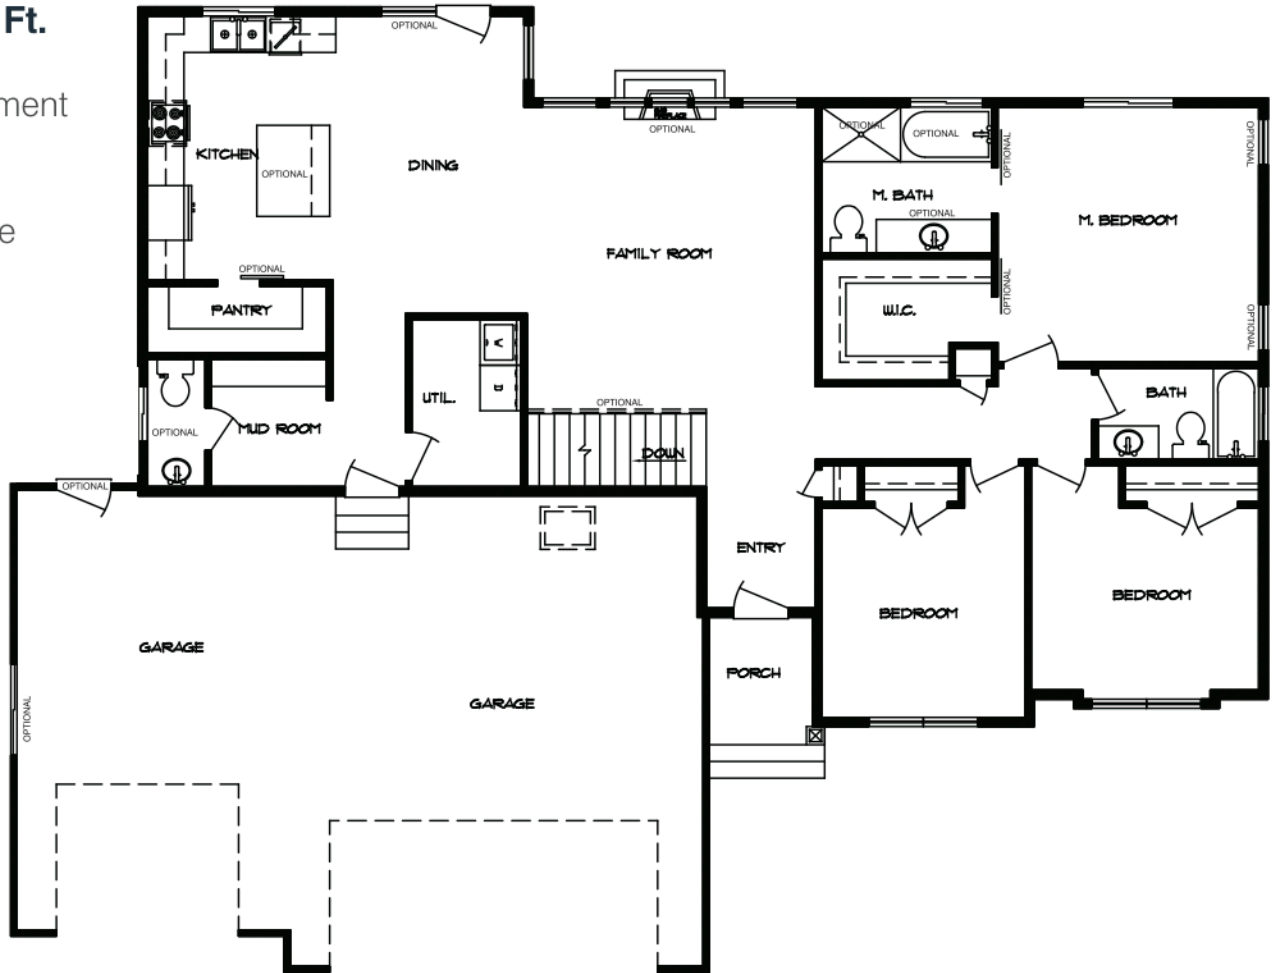 Ft.
ment
e
OPTIONAL
OPTIONAL
KITCHEN
OPTIONAL
DINING
OPTIONAL
OPTIONAL
OPTIONAL
OPTIONAL
M. BATH
OPTIONAL
M. BEDROOM
FAMILY ROOM
OPTIONAL
PANTRY
OPTIONAL
W.I.C.
OPTIONAL
UTIL.
D
OPTIONAL
BATH
OPTIONAL
MUD ROOM
DOWN
OPTIONAL
ENTRY
BEDROOM
BEDROOM
GARAGE
PORCH
GARAGE
OPTIONAL